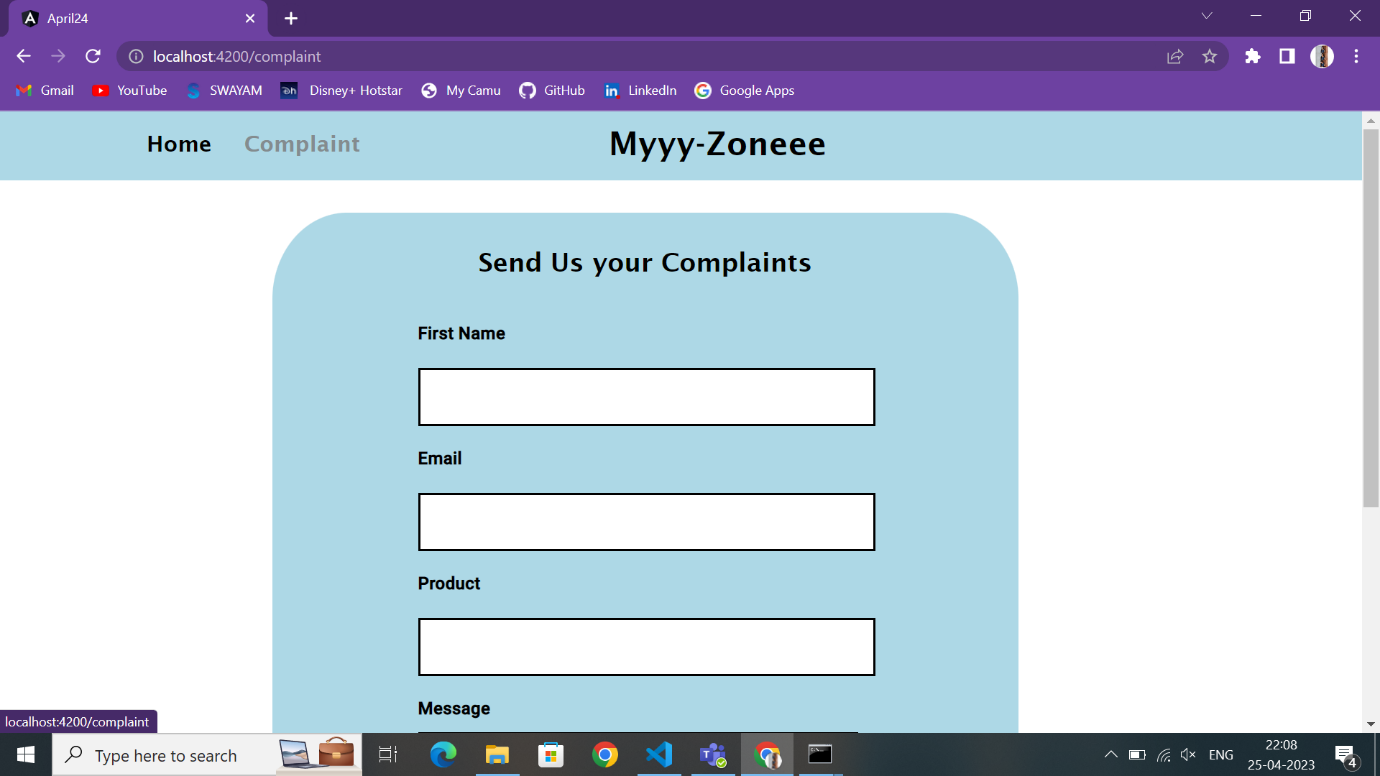 April24
localhost:4200/complaint
Gmail YouTube SWAYAM Disney+ Hotstar My Camu GitHub LinkedIn Google Apps
Home Complaint Myyy-Zoneee
Send Us your Complaints
First Name
Email
Product
Message
localhost:4200/complaint
Type here to search
ENG
22:08
25-04-2023
4